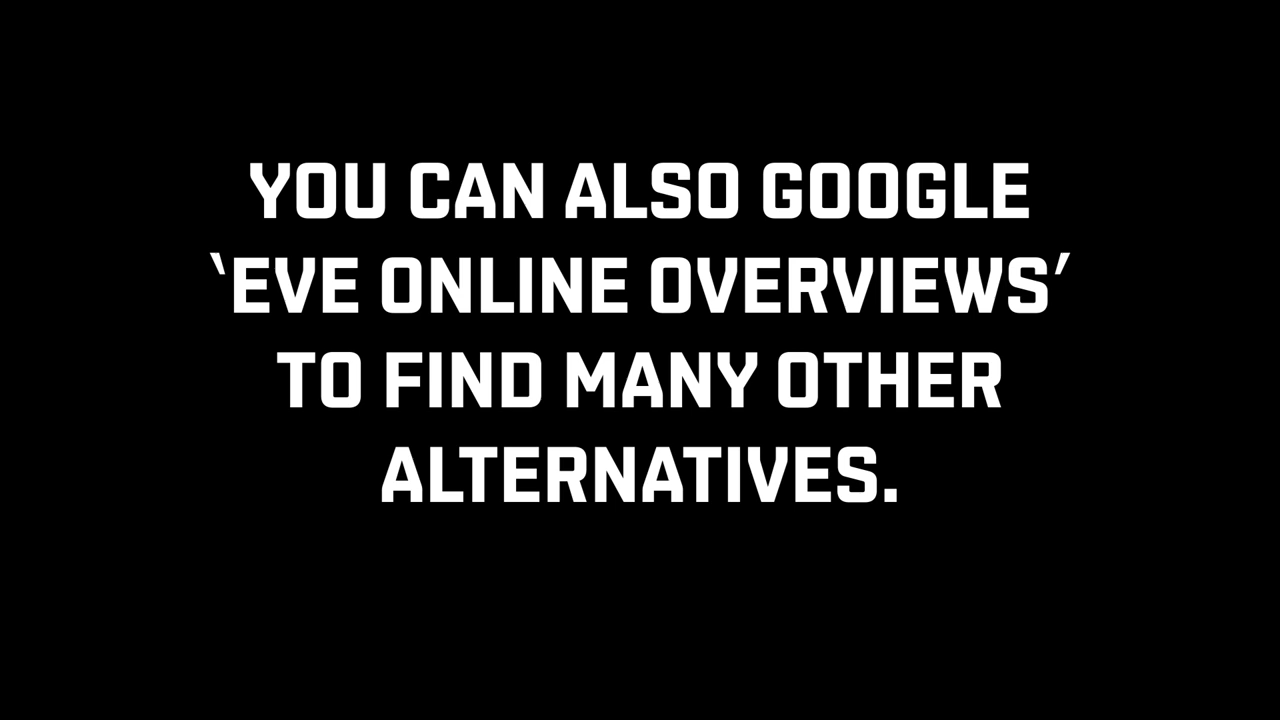 YOU CAN ALSO GOOGLE
‘EVE ONLINE OVERVIEWS’
TO FIND MANY OTHER
ALTERNATIVES.